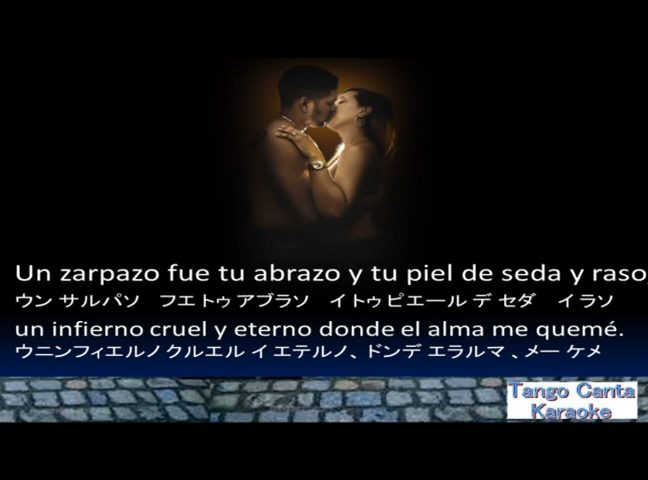 Un zarpazo fue tu abrazo y tu piel de seda y raso,
ウン サルパソ　フエトゥ アブラソ　イトゥピエール デ セダ　イ ラソ
un infierno cruel y eterno donde el alma me quemé.
ウニンフィエルノ クルエル イ エテルノ、ドンデ エラルマ 、メー ケメ
Tango Canta
Karaoke